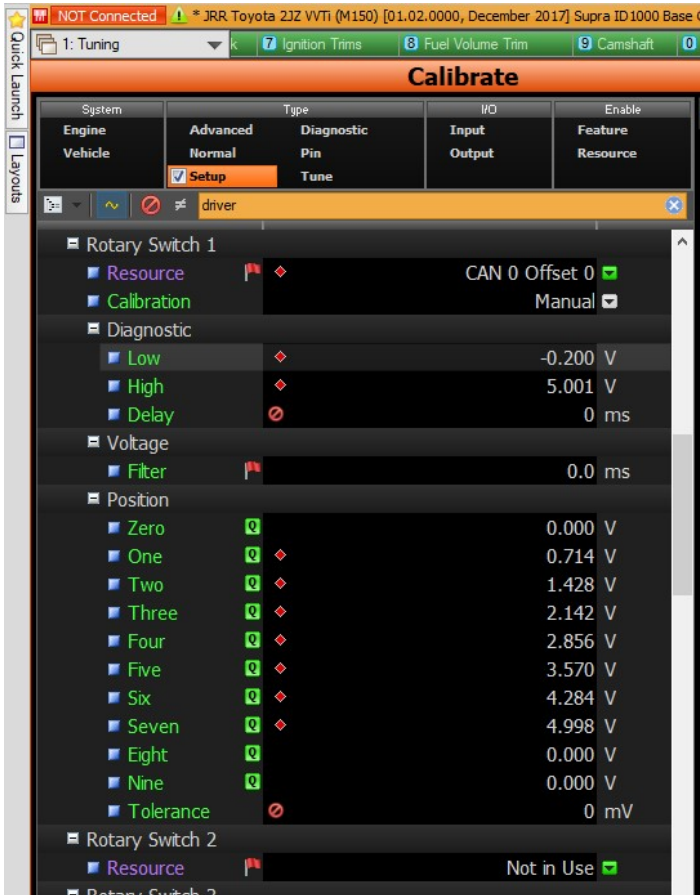 NOT Connected * JRR Toyota 2JZ VVTi (M150) [01.02.0000, December 2017] Supra ID1000 Base
1: Tuning 7 Ignition Trims 8 Fuel Volume Trim 9 Camshaft 0
Quick Launch
Layouts
Calibrate
System Type I/O Enable
Engine Advanced Diagnostic Input Feature
Vehicle Normal Pin Output Resource
Setup Tune
≠ driver
Rotary Switch 1
Resource CAN 0 Offset 0
Calibration Manual
Diagnostic
Low -0.200 V
High 5.001 V
Delay 0 ms
Voltage
Filter 0.0 ms
Position
Zero Q 0.000 V
One Q 0.714 V
Two Q 1.428 V
Three Q 2.142 V
Four Q 2.856 V
Five Q 3.570 V
Six Q 4.284 V
Seven Q 4.998 V
Eight Q 0.000 V
Nine Q 0.000 V
Tolerance 0 mV
Rotary Switch 2
Resource Not in Use
Rotary Switch